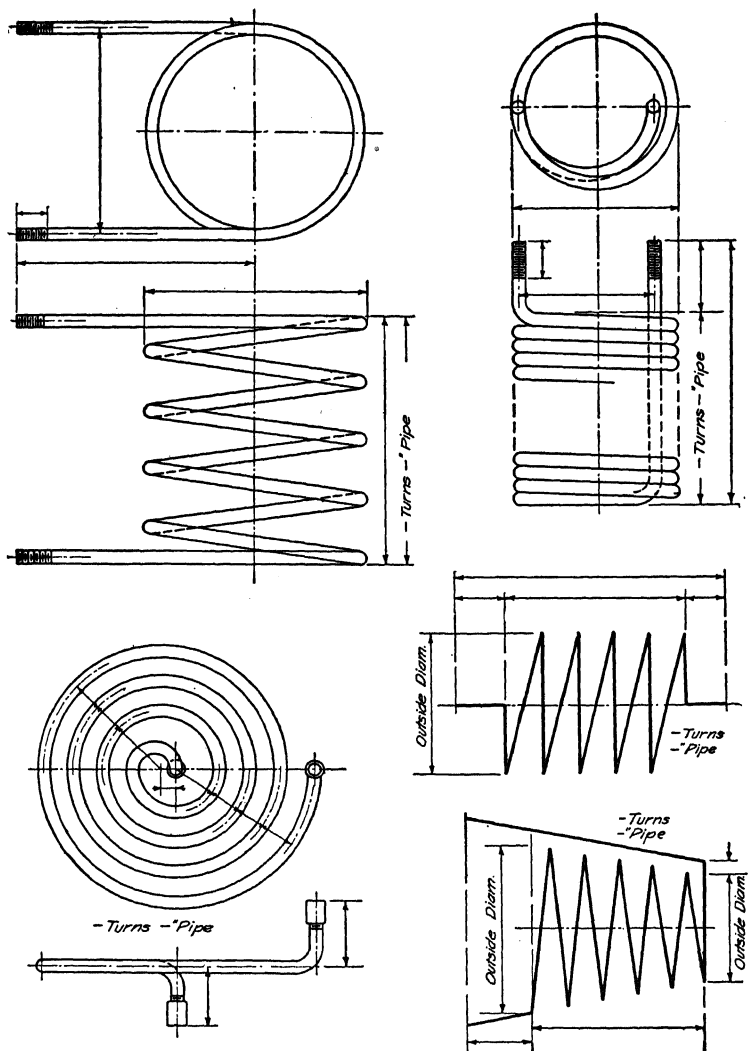 -Turns-"Pipe
-Turns-"Pipe
Outside Diam.
-Turns
-"Pipe
-Turns
-"Pipe
Outside Diam.
Outside Diam.
-Turns -"Pipe